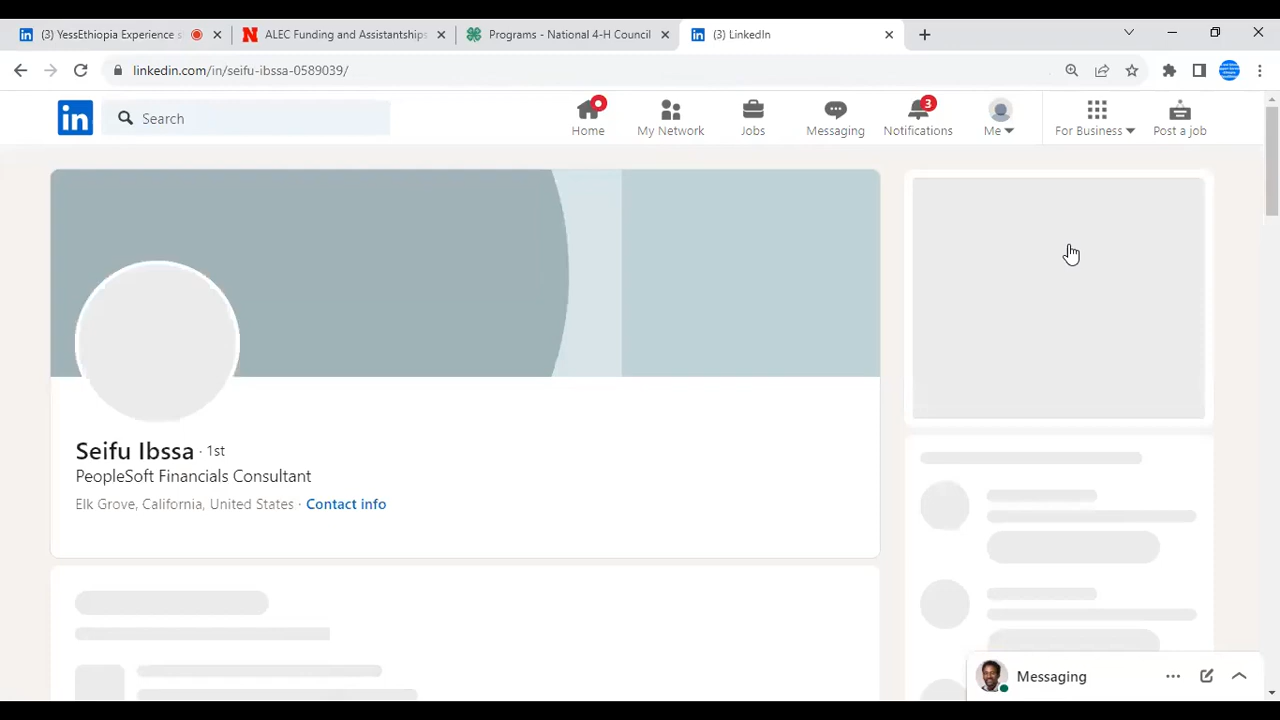 (3) YessEthiopia Experience
ALEC Funding and Assistantships
Programs - National 4-H Council
(3) LinkedIn
linkedin.com/in/seifu-ibssa-0589039/
in
Search
Home
My Network
Jobs
Messaging
3
Notifications
Me
For Business
Post a job
Seifu Ibssa · 1st
PeopleSoft Financials Consultant
Elk Grove, California, United States · Contact info
Messaging